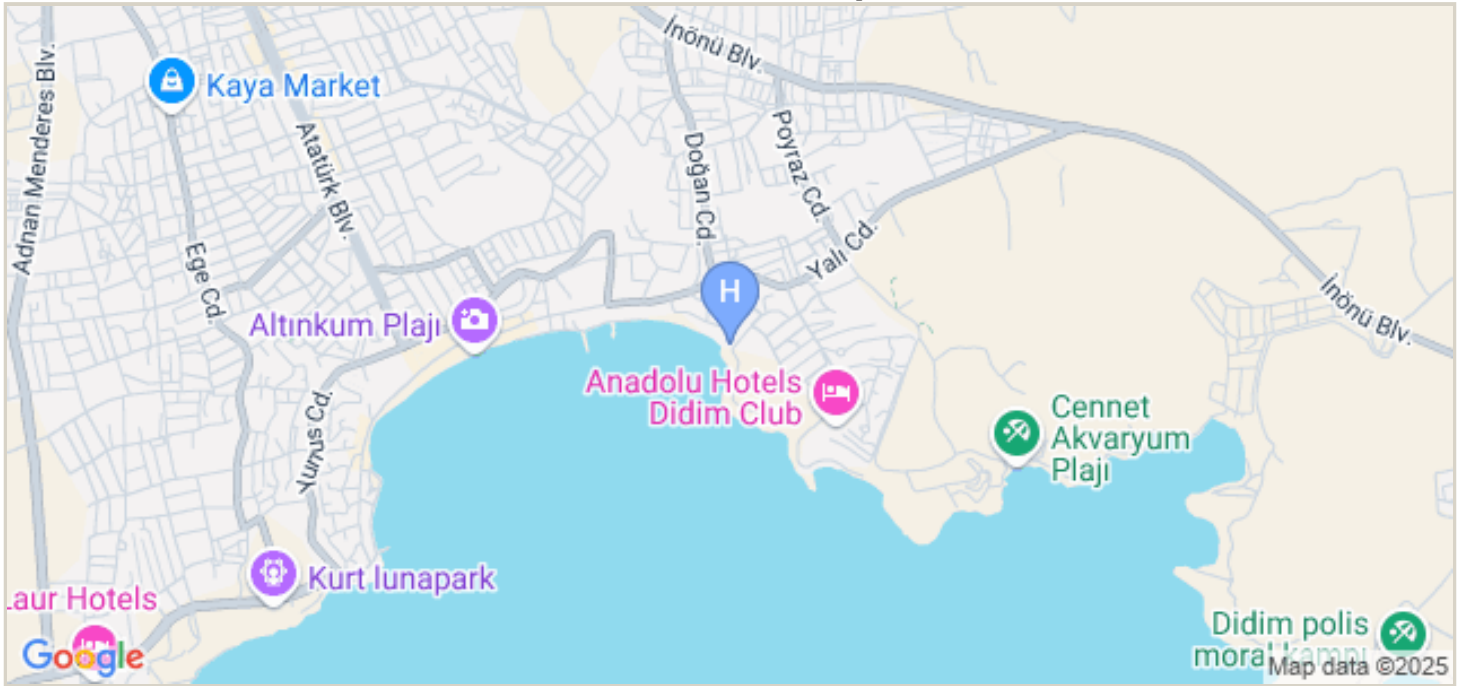 İnönü Blv.
Adnan Menderes Blv.
Kaya Market
Atatürk Blv.
Doğan Cd.
Poyraz Cd.
Ege Cd.
Yalı Cd.
H
İnönü Blv.
Altınkum Plajı
Anadolu Hotels
Didim Club
Yunus Cd.
Cennet
Akvaryum
Plajı
Kurt lunapark
Laur Hotels
Didim polis
moral kampı
Google
Map data ©2025